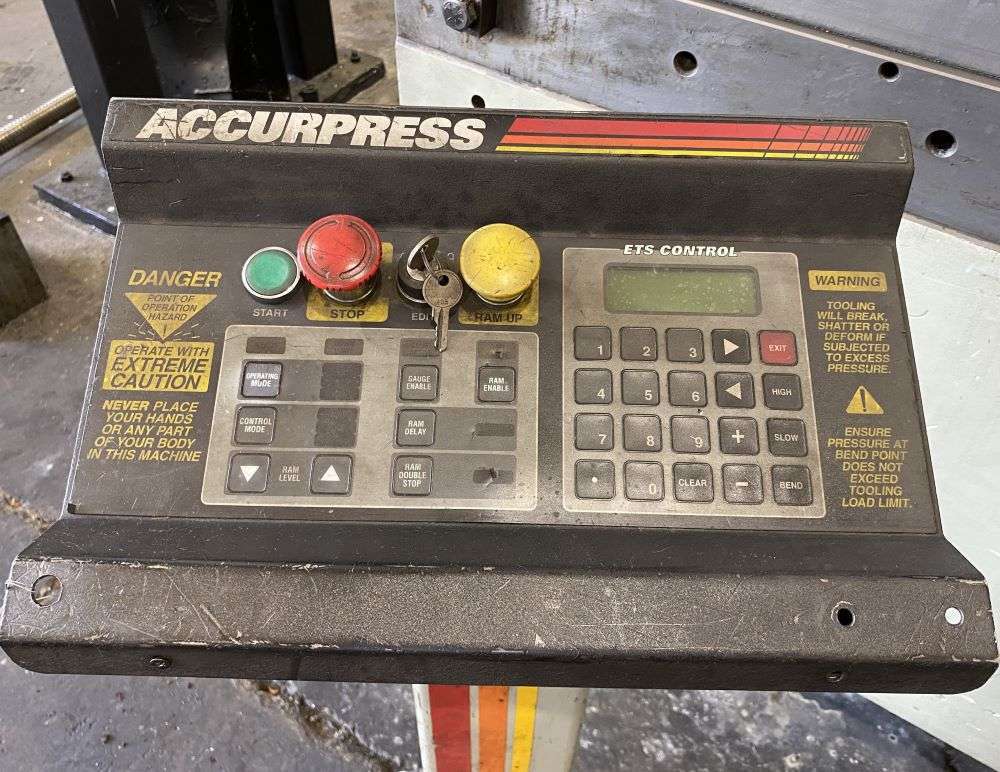 ACCURPRESS
ETS CONTROL
DANGER
POINT OF
OPERATION
HAZARD
OPERATE WITH
EXTREME
CAUTION
NEVER PLACE
YOUR HANDS
OR ANY PART
OF YOUR BODY
IN THIS MACHINE
START
STOP
RAM UP
OPERATING
MODE
GAUGE
ENABLE
RAM
ENABLE
CONTROL
MODE
RAM
DELAY
RAM
LEVEL
RAM
DOUBLE
STOP
1 2 3 EXIT
4 5 6 HIGH
7 8 9 + SLOW
. 0 CLEAR - BEND
WARNING
TOOLING
WILL BREAK,
SHATTER OR
DEFORM IF
SUBJECTED
TO EXCESS
PRESSURE.
!
ENSURE
PRESSURE AT
BEND POINT
DOES NOT
EXCEED
TOOLING
LOAD LIMIT.